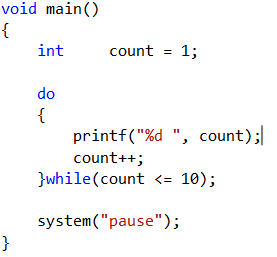 void main()
{
    int     count = 1;

    do
    {
        printf("%d ", count);
        count++;
    }while(count <= 10);

    system("pause");
}